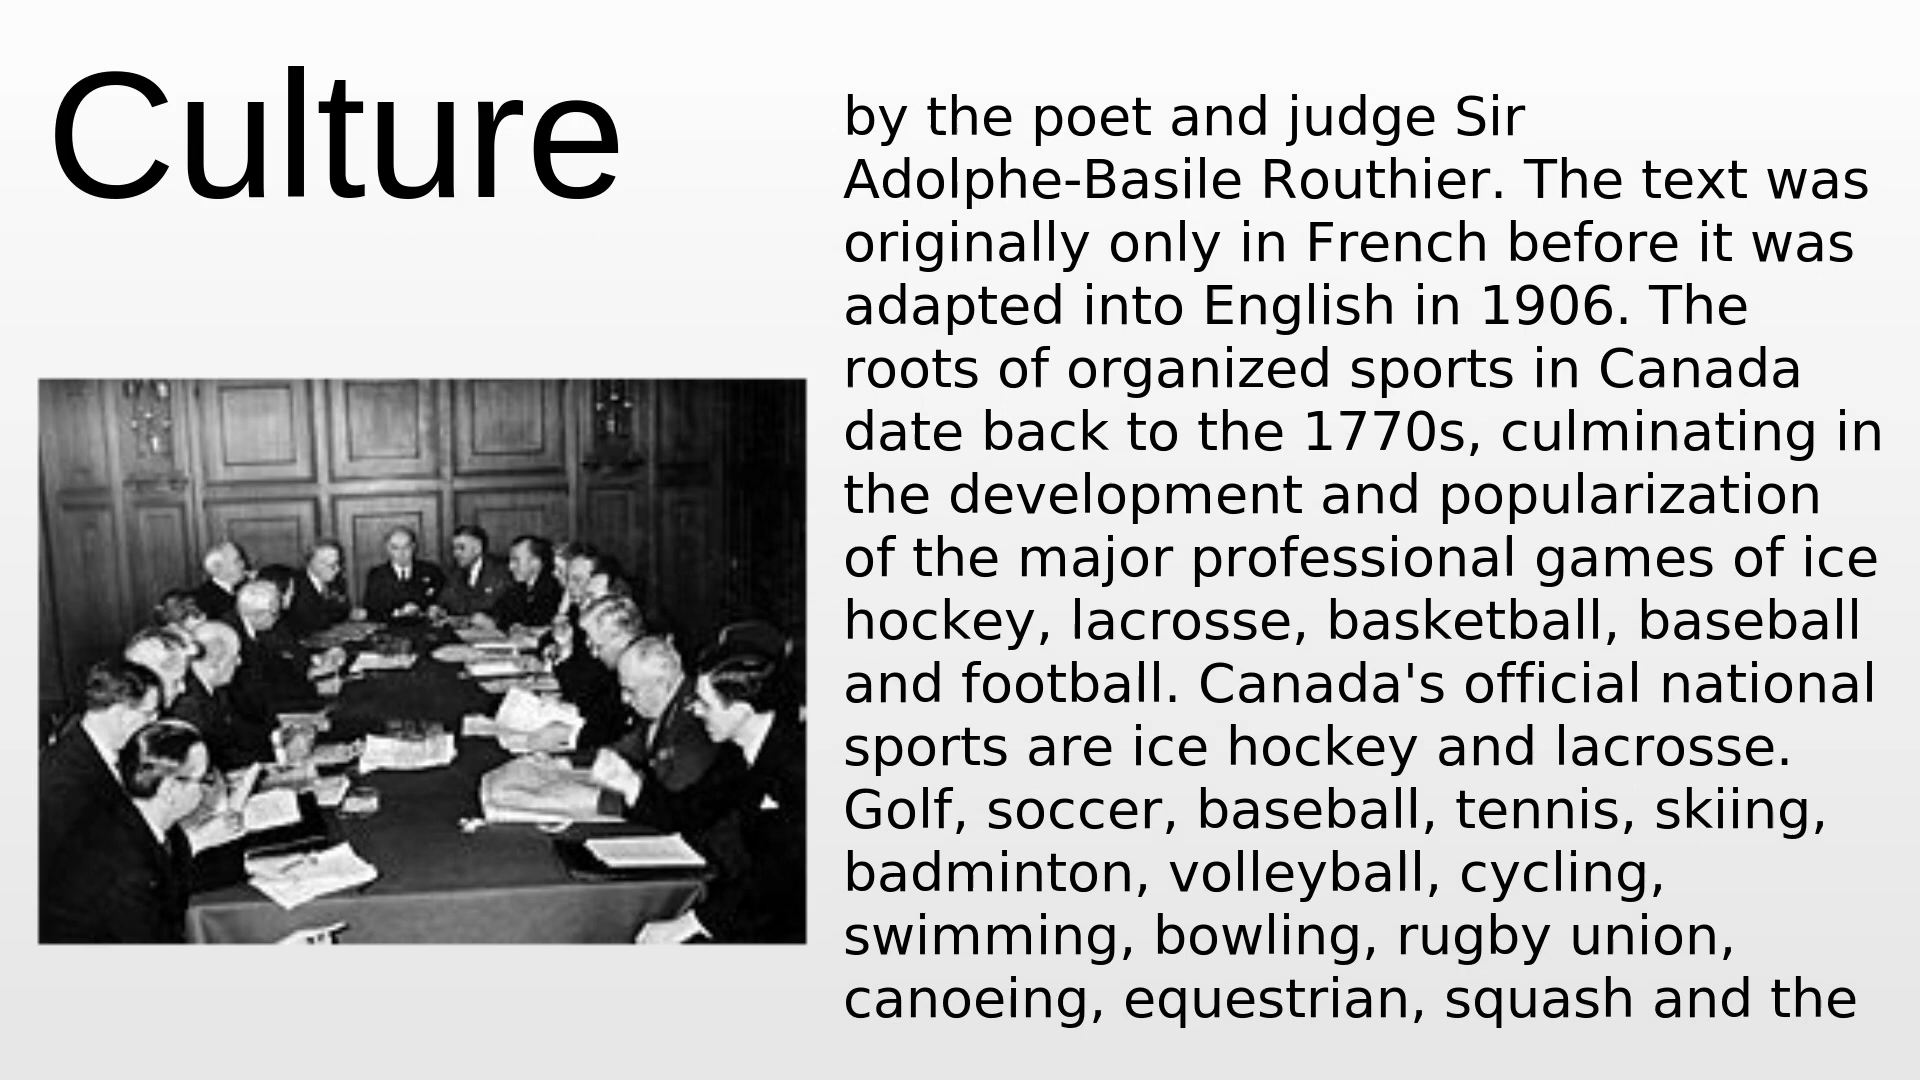 Culture
by the poet and judge Sir
Adolphe-Basile Routhier. The text was
originally only in French before it was
adapted into English in 1906. The
roots of organized sports in Canada
date back to the 1770s, culminating in
the development and popularization
of the major professional games of ice
hockey, lacrosse, basketball, baseball
and football. Canada's official national
sports are ice hockey and lacrosse.
Golf, soccer, baseball, tennis, skiing,
badminton, volleyball, cycling,
swimming, bowling, rugby union,
canoeing, equestrian, squash and the